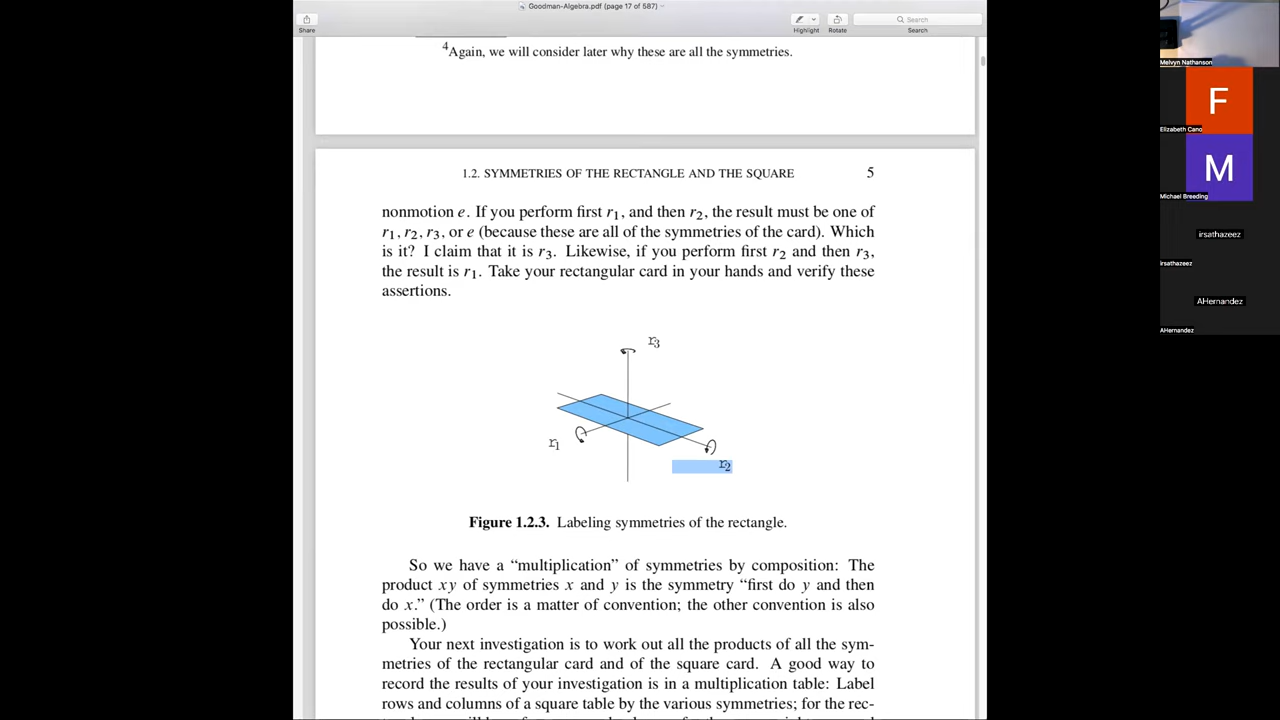 Goodman-Algebra.pdf (page 17 of 587)
Share
Highlight
Rotate
Search
Search
4Again, we will consider later why these are all the symmetries.
1.2. SYMMETRIES OF THE RECTANGLE AND THE SQUARE 5
nonmotion e. If you perform first r1, and then r2, the result must be one of
r1, r2, r3, or e (because these are all of the symmetries of the card). Which
is it? I claim that it is r3. Likewise, if you perform first r2 and then r3,
the result is r1. Take your rectangular card in your hands and verify these
assertions.
r3
r1
r2
Figure 1.2.3. Labeling symmetries of the rectangle.
So we have a “multiplication” of symmetries by composition: The
product xy of symmetries x and y is the symmetry “first do y and then
do x.” (The order is a matter of convention; the other convention is also
possible.)
Your next investigation is to work out all the products of all the sym-
metries of the rectangular card and of the square card. A good way to
record the results of your investigation is in a multiplication table: Label
rows and columns of a square table by the various symmetries; for the rec-
Melvyn Nathanson
F
Elizabeth Cano
M
Michael Breeding
irsathazeez
irsathazeez
AHernandez
AHernandez